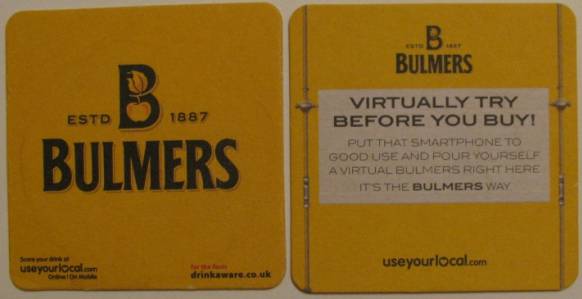 B
ESTD 1887
BULMERS
Score your drink at
useyourlocal.com
Online | On Mobile
for the facts
drinkaware.co.uk
B
ESTD 1887
BULMERS
VIRTUALLY TRY
BEFORE YOU BUY!
PUT THAT SMARTPHONE TO
GOOD USE AND POUR YOURSELF
A VIRTUAL BULMERS RIGHT HERE
IT'S THE BULMERS WAY
useyourlocal.com